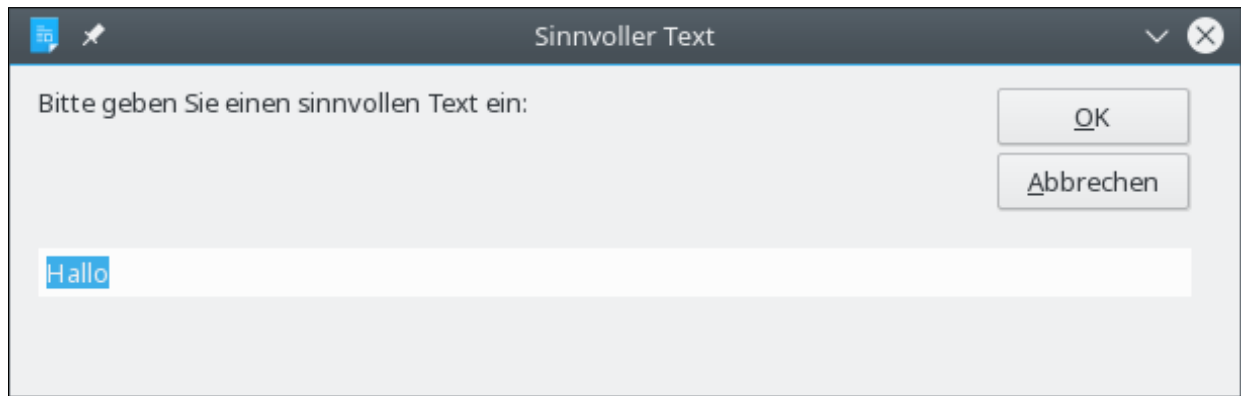 Sinnvoller Text
Bitte geben Sie einen sinnvollen Text ein:
OK
Abbrechen
Hallo